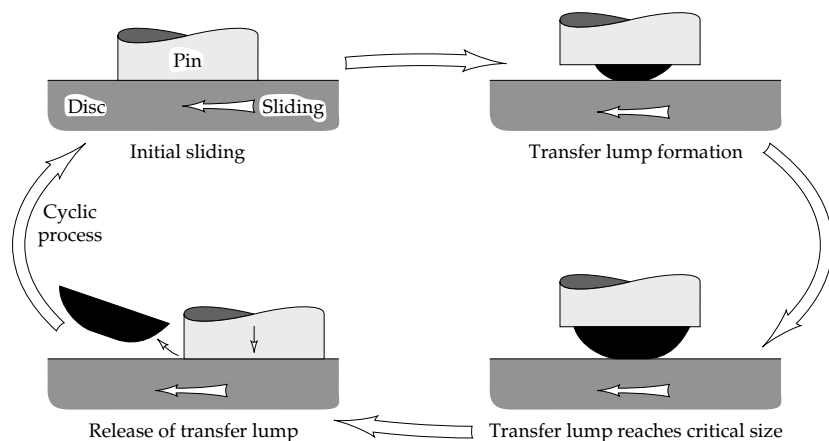 Pin
Disc
Sliding
Initial sliding
Transfer lump formation
Cyclic
process
Release of transfer lump
Transfer lump reaches critical size